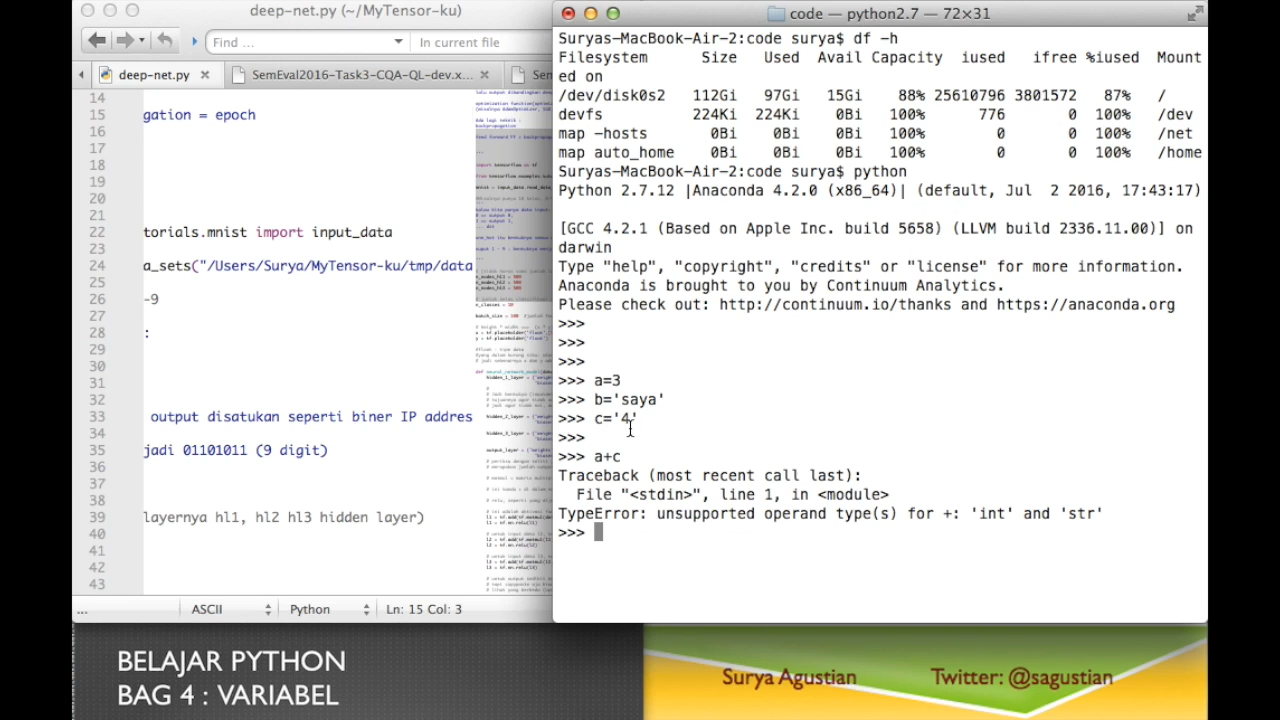 deep-net.py (~/MyTensor-ku)
Find ...
In current file
deep-net.py
SemEval2016-Task3-CQA-QL-dev.x...
14
15 gation = epoch
16
17
18
19
20
21
22 torials.mnist import input_data
23
24 a_sets("/Users/Surya/MyTensor-ku/tmp/data
25
26 -9
27
28 :
29
30
31
32
33 output disatukan seperti biner IP addres
34
35 jadi 01101011 (9 digit)
36
37
38
39 layernya hl1, hl2 hl3 hidden layer)
40
41
42
43
... ASCII Python Ln: 15 Col: 3
code — python2.7 — 72×31
Suryas-MacBook-Air-2:code surya$ df -h
Filesystem Size Used Avail Capacity iused ifree %iused Mount
ed on
/dev/disk0s2 112Gi 97Gi 15Gi 88% 25610796 3801572 87% /
devfs 224Ki 224Ki 0Bi 100% 776 0 100% /dev
map -hosts 0Bi 0Bi 0Bi 100% 0 0 100% /net
map auto_home 0Bi 0Bi 0Bi 100% 0 0 100% /home
Suryas-MacBook-Air-2:code surya$ python
Python 2.7.12 |Anaconda 4.2.0 (x86_64)| (default, Jul 2 2016, 17:43:17)
[GCC 4.2.1 (Based on Apple Inc. build 5658) (LLVM build 2336.11.00)] on
darwin
Type "help", "copyright", "credits" or "license" for more information.
Anaconda is brought to you by Continuum Analytics.
Please check out: http://continuum.io/thanks and https://anaconda.org
>>>
>>>
>>>
>>> a=3
>>> b='saya'
>>> c='4'
>>>
>>> a+c
Traceback (most recent call last):
File "<stdin>", line 1, in <module>
TypeError: unsupported operand type(s) for +: 'int' and 'str'
>>>
BELAJAR PYTHON
BAG 4 : VARIABEL
Surya Agustian
Twitter: @sagustian